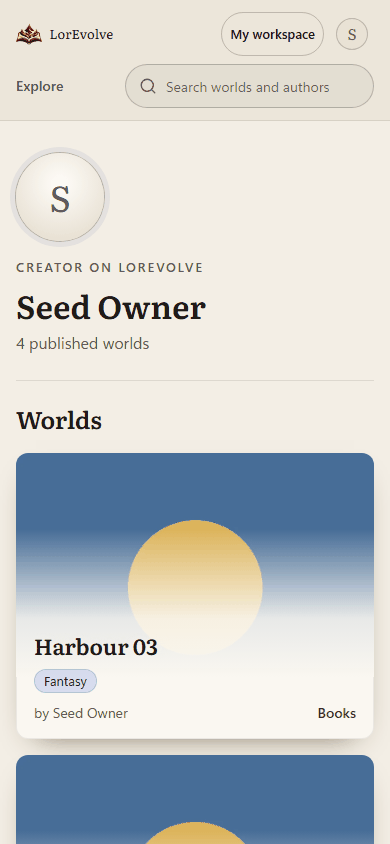 LorEvolve
My workspace
S
Explore
Search worlds and authors
S
CREATOR ON LOREVOLVE
Seed Owner
4 published worlds
Worlds
Harbour 03
Fantasy
by Seed Owner
Books